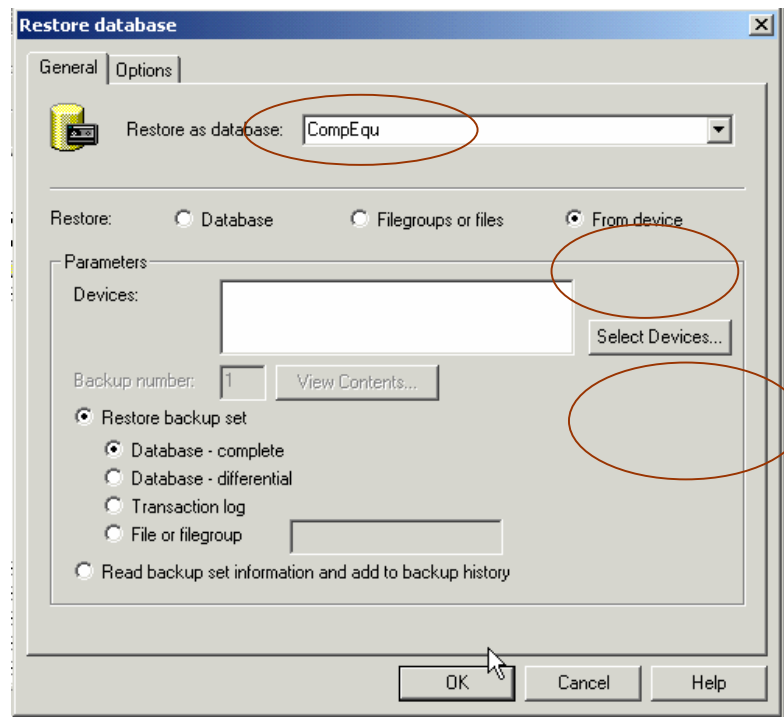 Restore database
General Options
Restore as database: CompEqu
Restore: Database Filegroups or files From device
Parameters
Devices:
Select Devices...
Backup number: 1 View Contents...
Restore backup set
Database - complete
Database - differential
Transaction log
File or filegroup
Read backup set information and add to backup history
OK Cancel Help